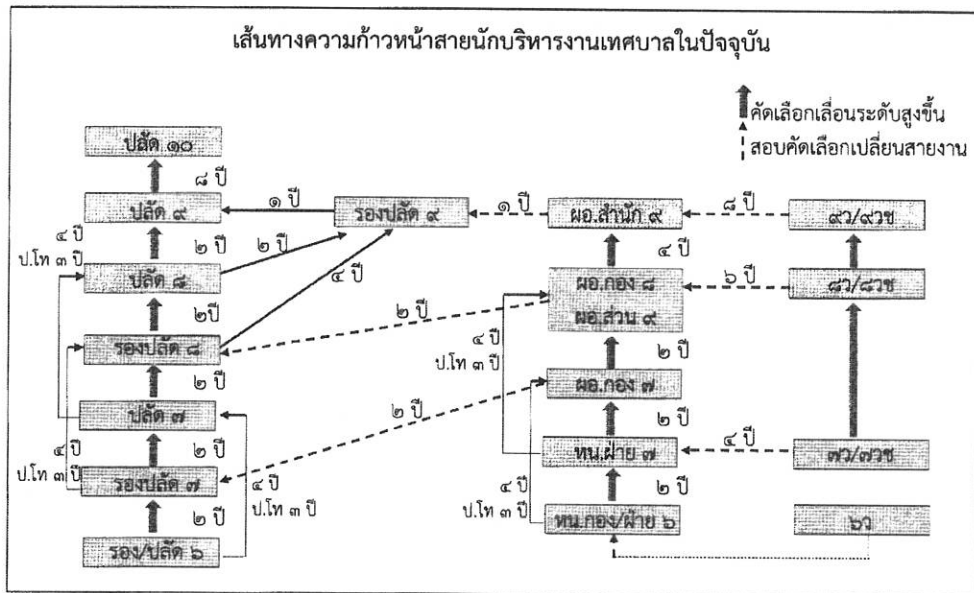 เส้นทางความก้าวหน้าสายนักบริหารงานเทศบาลในปัจจุบัน
คัดเลือกเลื่อนระดับสูงขึ้น
สอบคัดเลือกเปลี่ยนสายงาน
ปลัด ๑๐
๘ ปี
ปลัด ๙
๑ ปี
รองปลัด ๙
๑ ปี
ผอ.สำนัก ๙
๘ ปี
๙ว/๙วช
๔ ปี
ป.โท ๓ ปี
๒ ปี
๒ ปี
๔ ปี
๔ ปี
ปลัด ๘
ผอ.กอง ๘
ผอ.ส่วน ๙
๖ ปี
๘ว/๘วช
๒ปี
๒ ปี
รองปลัด ๘
๔ ปี
ป.โท ๓ ปี
๒ ปี
๒ ปี
ผอ.กอง ๗
ปลัด ๗
๒ ปี
๒ ปี
๔ ปี
ป.โท ๓ ปี
๒ ปี
ทน.ฝ่าย ๗
๔ ปี
๗ว/๗วช
รองปลัด ๗
๔ ปี
ป.โท ๓ ปี
๒ ปี
๔ ปี
ป.โท ๓ ปี
๒ ปี
รอง/ปลัด ๖
ทน.กอง/ฝ่าย ๖
๖ว